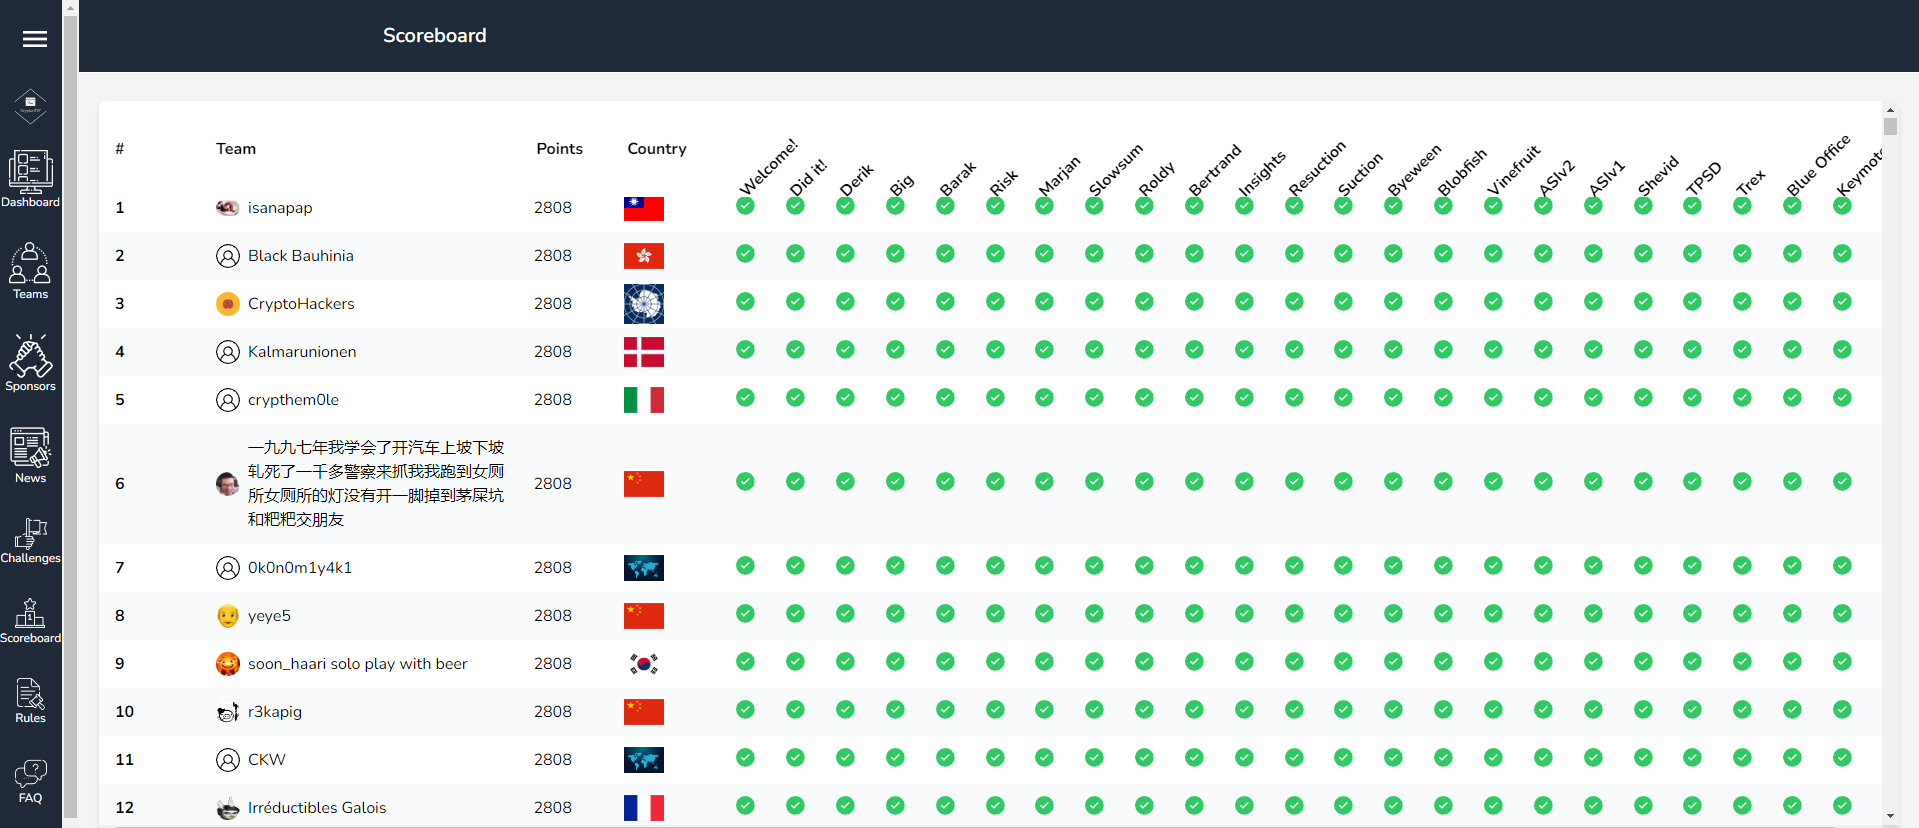 Scoreboard
Dashboard
Teams
Sponsors
News
Challenges
Scoreboard
Rules
FAQ
# Team Points Country Welcome! Did it! Derik Big Barak Risk Marjan Slowsum Roldy Bertrand Insights Resuction Suction Byeween Blobfish Vinefruit ASIv2 ASIv1 Shevid TPSD Trex Blue Office
1 isanapap 2808
2 Black Bauhinia 2808
3 CryptoHackers 2808
4 Kalmarunionen 2808
5 crypthem0le 2808
一九九七年我学会了开汽车上坡下坡
轧死了一千多警察来抓我我跑到女厕
6 2808
所女厕所的灯没有开一脚掉到茅屎坑
和粑粑交朋友
7 0k0n0m1y4k1 2808
8 yeye5 2808
9 soon_haari solo play with beer 2808
10 r3kapig 2808
11 CKW 2808
12 Irréductibles Galois 2808